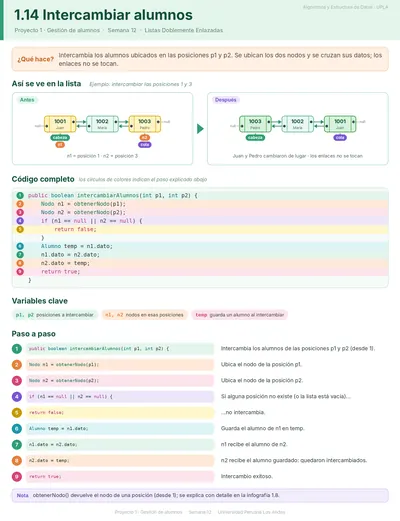 Algoritmos y Estructura de Datos · UPLA
1.14 Intercambiar alumnos
Proyecto 1 · Gestión de alumnos · Semana 12 · Listas Doblemente Enlazadas
¿Qué hace?
Intercambia los alumnos ubicados en las posiciones p1 y p2. Se ubican los dos nodos y se cruzan sus datos; los
enlaces no se tocan.
Así se ve en la lista
Ejemplo: intercambiar las posiciones 1 y 3
Antes
null
1001
Juan
1002
María
1003
Pedro
null
cabeza
n1
n2
cola
n1 = posición 1 · n2 = posición 3
Después
null
1003
Pedro
1002
María
1001
Juan
null
cabeza
cola
Juan y Pedro cambiaron de lugar · los enlaces no se tocan
Código completo
los círculos de colores indican el paso explicado abajo
1 public boolean intercambiarAlumnos(int p1, int p2) {
2 Nodo n1 = obtenerNodo(p1);
3 Nodo n2 = obtenerNodo(p2);
4 if (n1 == null || n2 == null) {
5 return false;
}
6 Alumno temp = n1.dato;
7 n1.dato = n2.dato;
8 n2.dato = temp;
9 return true;
}
Variables clave
p1, p2 posiciones a intercambiar
n1, n2 nodos en esas posiciones
temp guarda un alumno al intercambiar
Paso a paso
1 public boolean intercambiarAlumnos(int p1, int p2) { Intercambia los alumnos de las posiciones p1 y p2 (desde 1).
2 Nodo n1 = obtenerNodo(p1); Ubica el nodo de la posición p1.
3 Nodo n2 = obtenerNodo(p2); Ubica el nodo de la posición p2.
4 if (n1 == null || n2 == null) { Si alguna posición no existe (o la lista está vacía)...
5 return false; ...no intercambia.
6 Alumno temp = n1.dato; Guarda el alumno de n1 en temp.
7 n1.dato = n2.dato; n1 recibe el alumno de n2.
8 n2.dato = temp; n2 recibe el alumno guardado: quedaron intercambiados.
9 return true; Intercambio exitoso.
Nota obtenerNodo() devuelve el nodo de una posición (desde 1); se explica con detalle en la infografía 1.8.
Proyecto 1 · Gestión de alumnos · Semana 12 · Universidad Peruana Los Andes